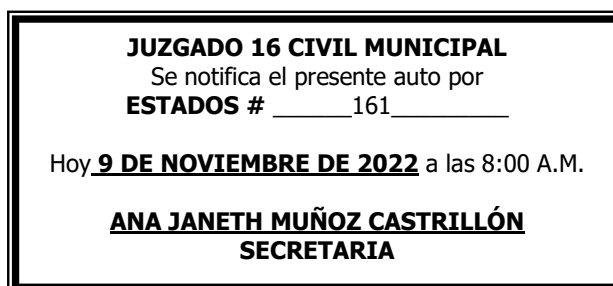 JUZGADO 16 CIVIL MUNICIPAL
Se notifica el presente auto por
ESTADOS # ______161_________
Hoy 9 DE NOVIEMBRE DE 2022 a las 8:00 A.M.
ANA JANETH MUÑOZ CASTRILLÓN
SECRETARIA